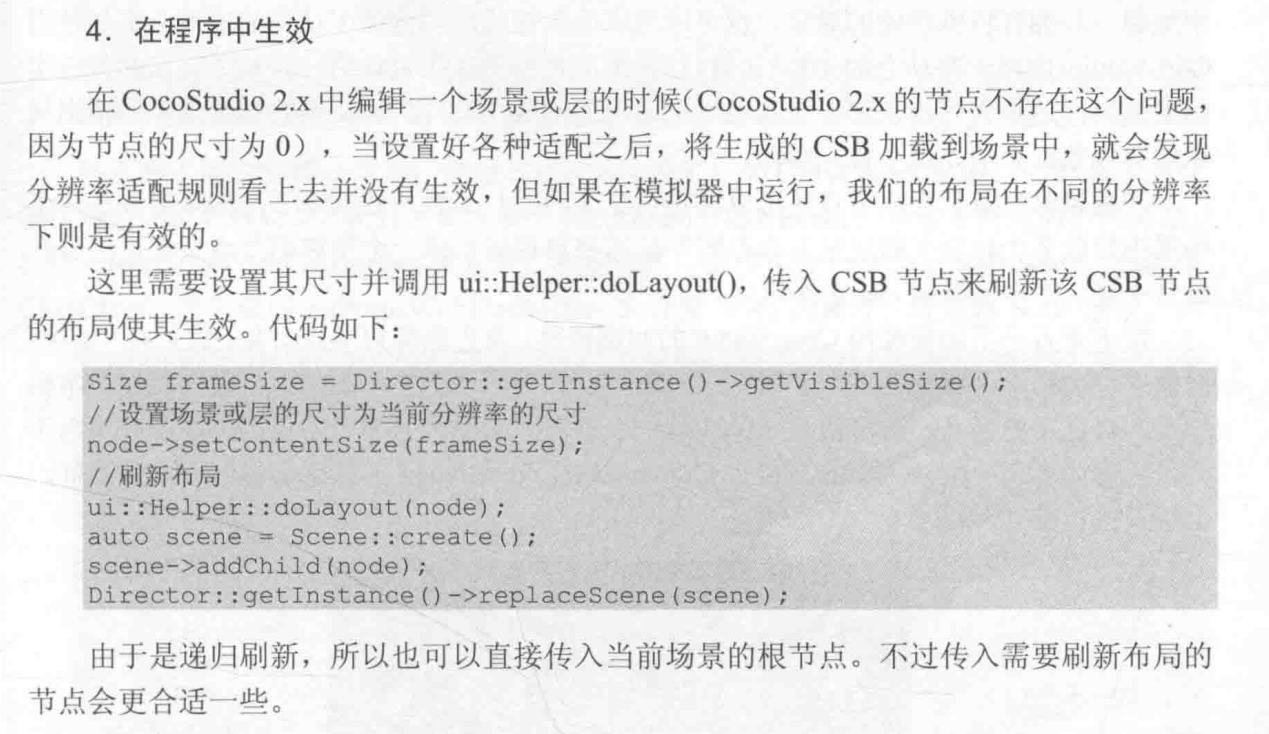 4．在程序中生效
在 CocoStudio 2.x 中编辑一个场景或层的时候（CocoStudio 2.x 的节点不存在这个问题，
因为节点的尺寸为 0），当设置好各种适配之后，将生成的 CSB 加载到场景中，就会发现
分辨率适配规则看上去并没有生效，但如果在模拟器中运行，我们的布局在不同的分辨率
下则是有效的。
这里需要设置其尺寸并调用 ui::Helper::doLayout()，传入 CSB 节点来刷新该 CSB 节点
的布局使其生效。代码如下：
Size frameSize = Director::getInstance()->getVisibleSize();
//设置场景或层的尺寸为当前分辨率的尺寸
node->setContentSize(frameSize);
//刷新布局
ui::Helper::doLayout(node);
auto scene = Scene::create();
scene->addChild(node);
Director::getInstance()->replaceScene(scene);
由于是递归刷新，所以也可以直接传入当前场景的根节点。不过传入需要刷新布局的
节点会更合适一些。